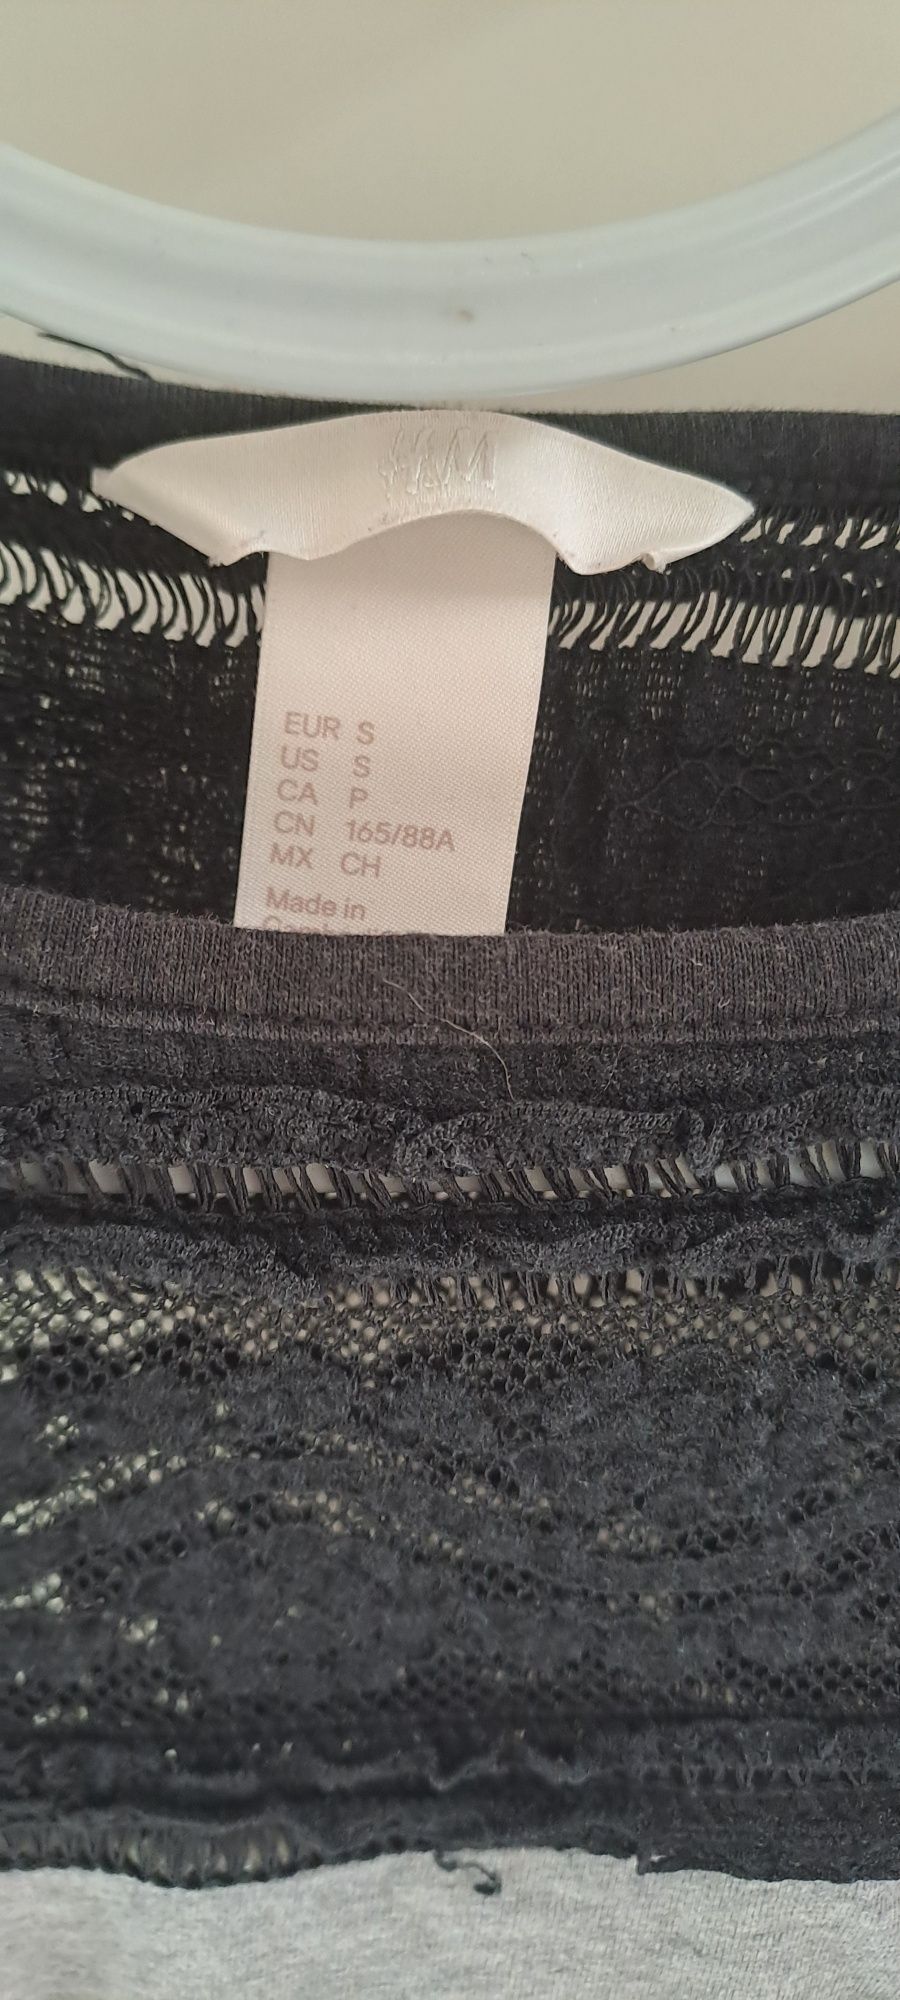 H&M
EUR S
US S
CA P
CN 165/88A
MX CH
Made in